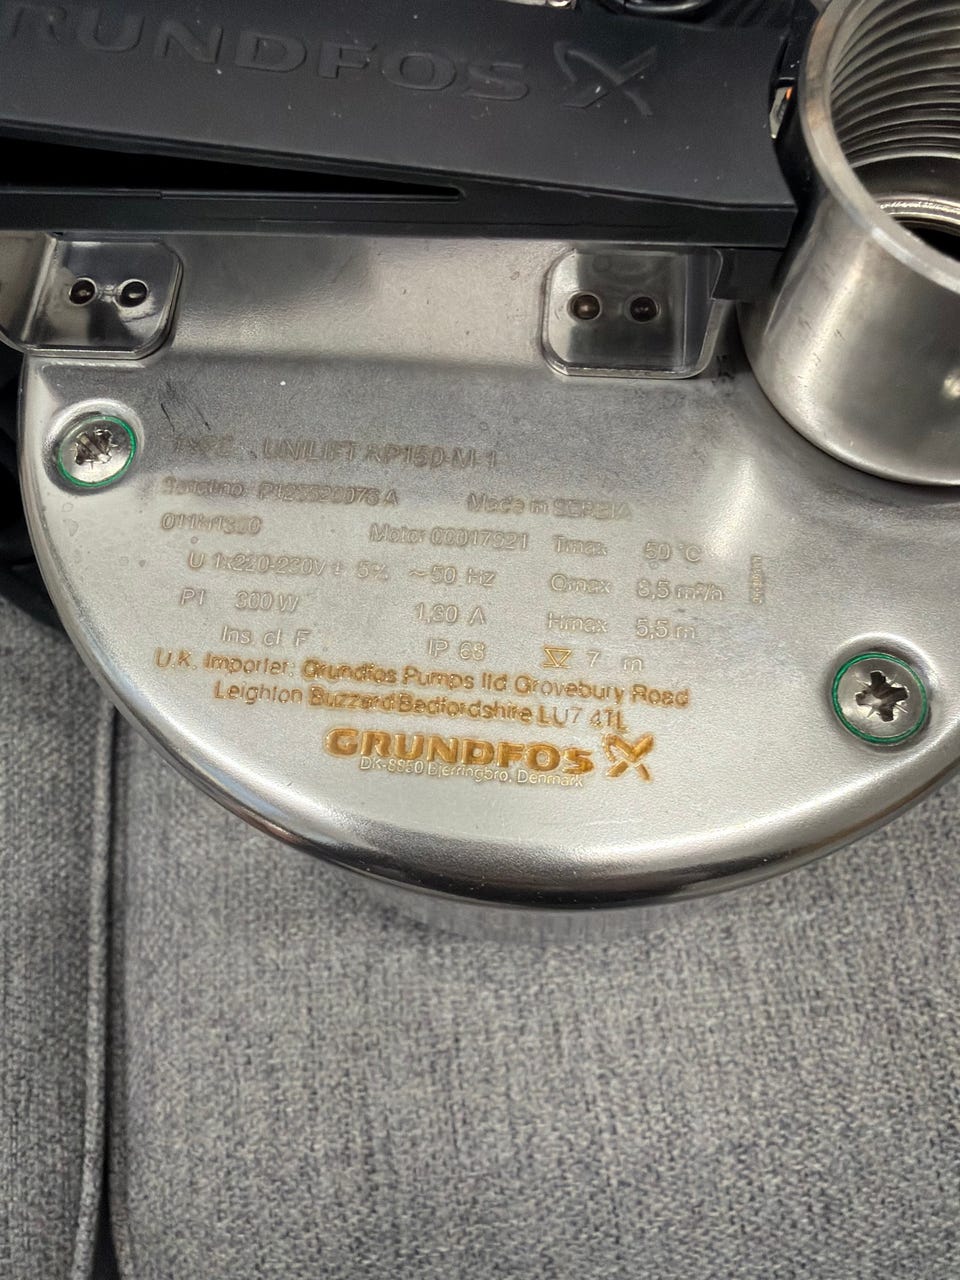 GRUNDFOS
TYPE UNILIFT AP150-M-1
Serialno. Made in SERBIA
Motor Tmax 50 °C
U 1x220-230V ± 5% ~50 Hz Qmax 8,5 m³/h
P1 300 W 1,30 A Hmax 5,5 m
Ins. cl F IP 68 7 m
U.K. Importer: Grundfos Pumps ltd Grovebury Road
Leighton Buzzard Bedfordshire LU7 4TL
GRUNDFOS
DK-8850 Bjerringbro, Denmark